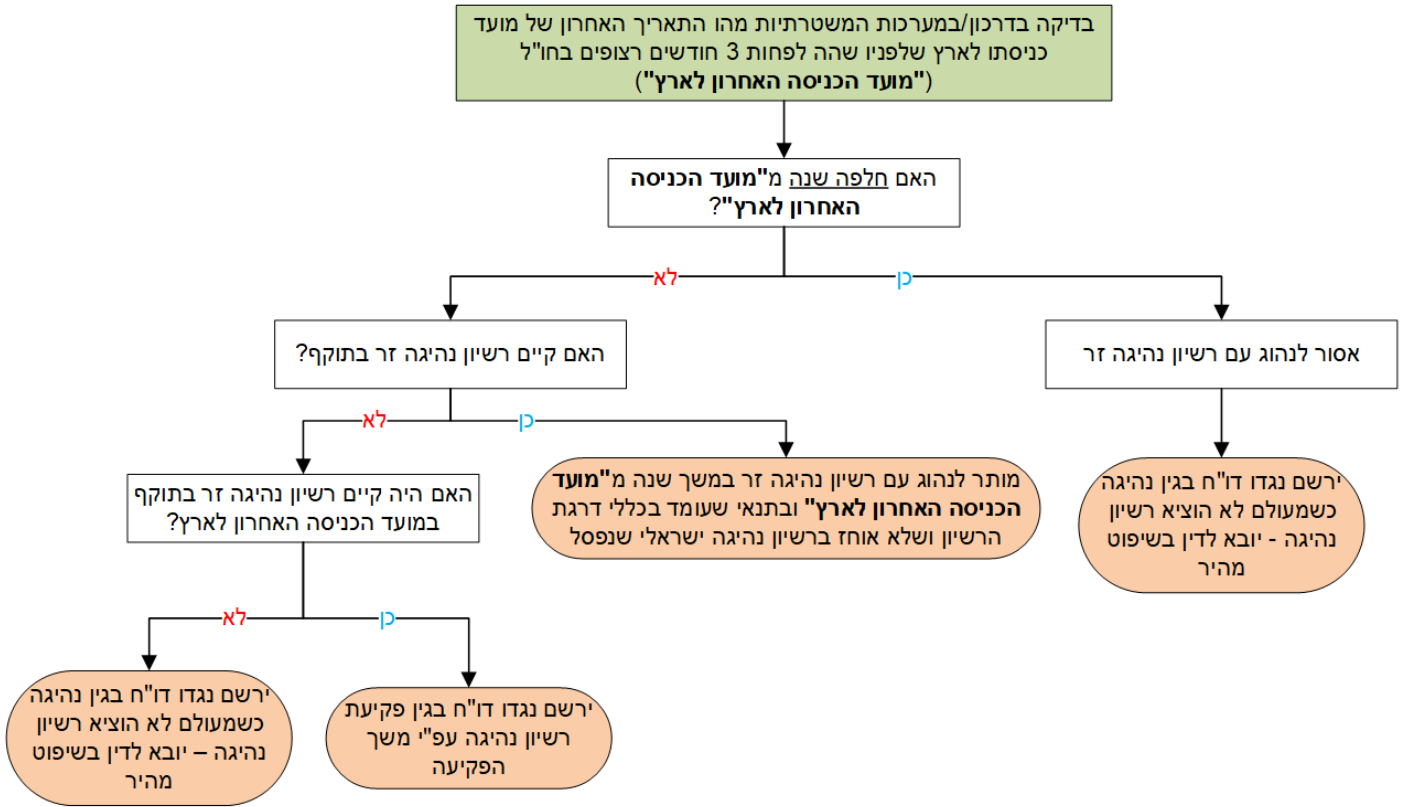 בדיקה בדרכון/במערכות המשטרתיות מהו התאריך האחרון של מועד
כניסתו לארץ שלפניו שהה לפחות 3 חודשים רצופים בחו"ל
("מועד הכניסה האחרון לארץ")
האם חלפה שנה מ"מועד הכניסה
האחרון לארץ"?
כן
לא
אסור לנהוג עם רשיון נהיגה זר
האם קיים רשיון נהיגה זר בתוקף?
כן
לא
ירשם נגדו דו"ח בגין נהיגה
כשמעולם לא הוציא רשיון
נהיגה - יובא לדין בשיפוט
מהיר
מותר לנהוג עם רשיון נהיגה זר במשך שנה מ"מועד
הכניסה האחרון לארץ" ובתנאי שעומד בכללי דרגת
הרשיון ושלא אוחז ברשיון נהיגה ישראלי שנפסל
האם היה קיים רשיון נהיגה זר בתוקף
במועד הכניסה האחרון לארץ?
כן
לא
ירשם נגדו דו"ח בגין פקיעת
רשיון נהיגה עפ"י משך
הפקיעה
ירשם נגדו דו"ח בגין נהיגה
כשמעולם לא הוציא רשיון
נהיגה – יובא לדין בשיפוט
מהיר